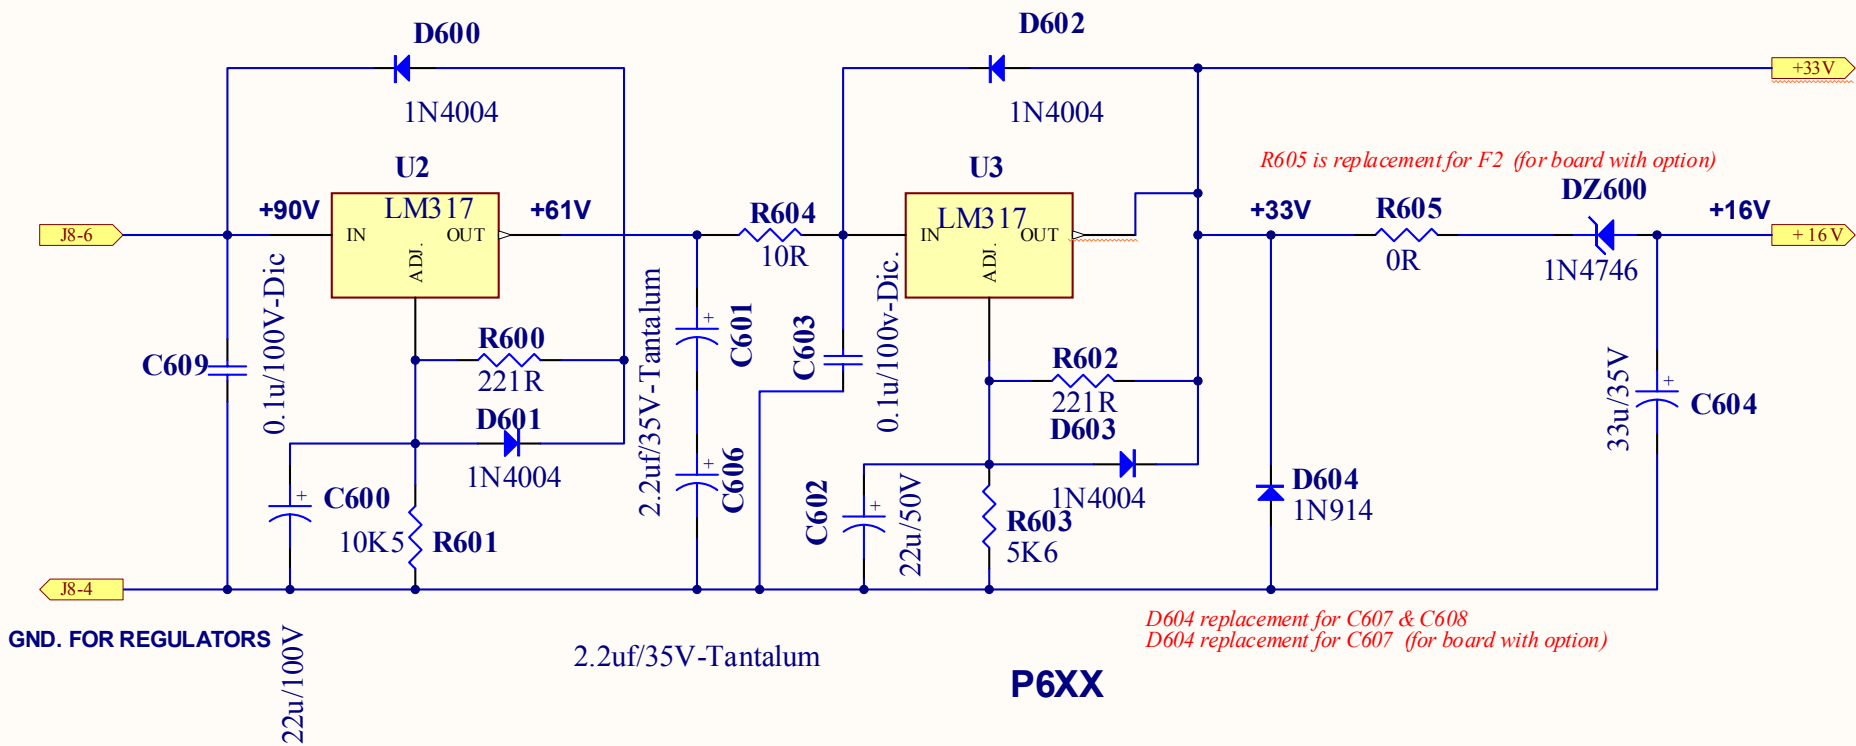 D600
1N4004
D602
1N4004
+33V
U2
LM317
IN
OUT
ADJ.
+90V
+61V
J8-6
R604
10R
U3
LM317
IN
OUT
ADJ.
R605 is replacement for F2 (for board with option)
+33V
R605
0R
DZ600
1N4746
+16V
+16V
C609
0.1u/100V-Dic
R600
221R
D601
1N4004
2.2uf/35V-Tantalum
C601
C606
C603
0.1u/100v-Dic.
R602
221R
D603
1N4004
C600
10K5
R601
C602
22u/50V
R603
5K6
D604
1N914
33u/35V
C604
J8-4
GND. FOR REGULATORS
22u/100V
2.2uf/35V-Tantalum
D604 replacement for C607 & C608
D604 replacement for C607 (for board with option)
P6XX
+
+
+
+
+